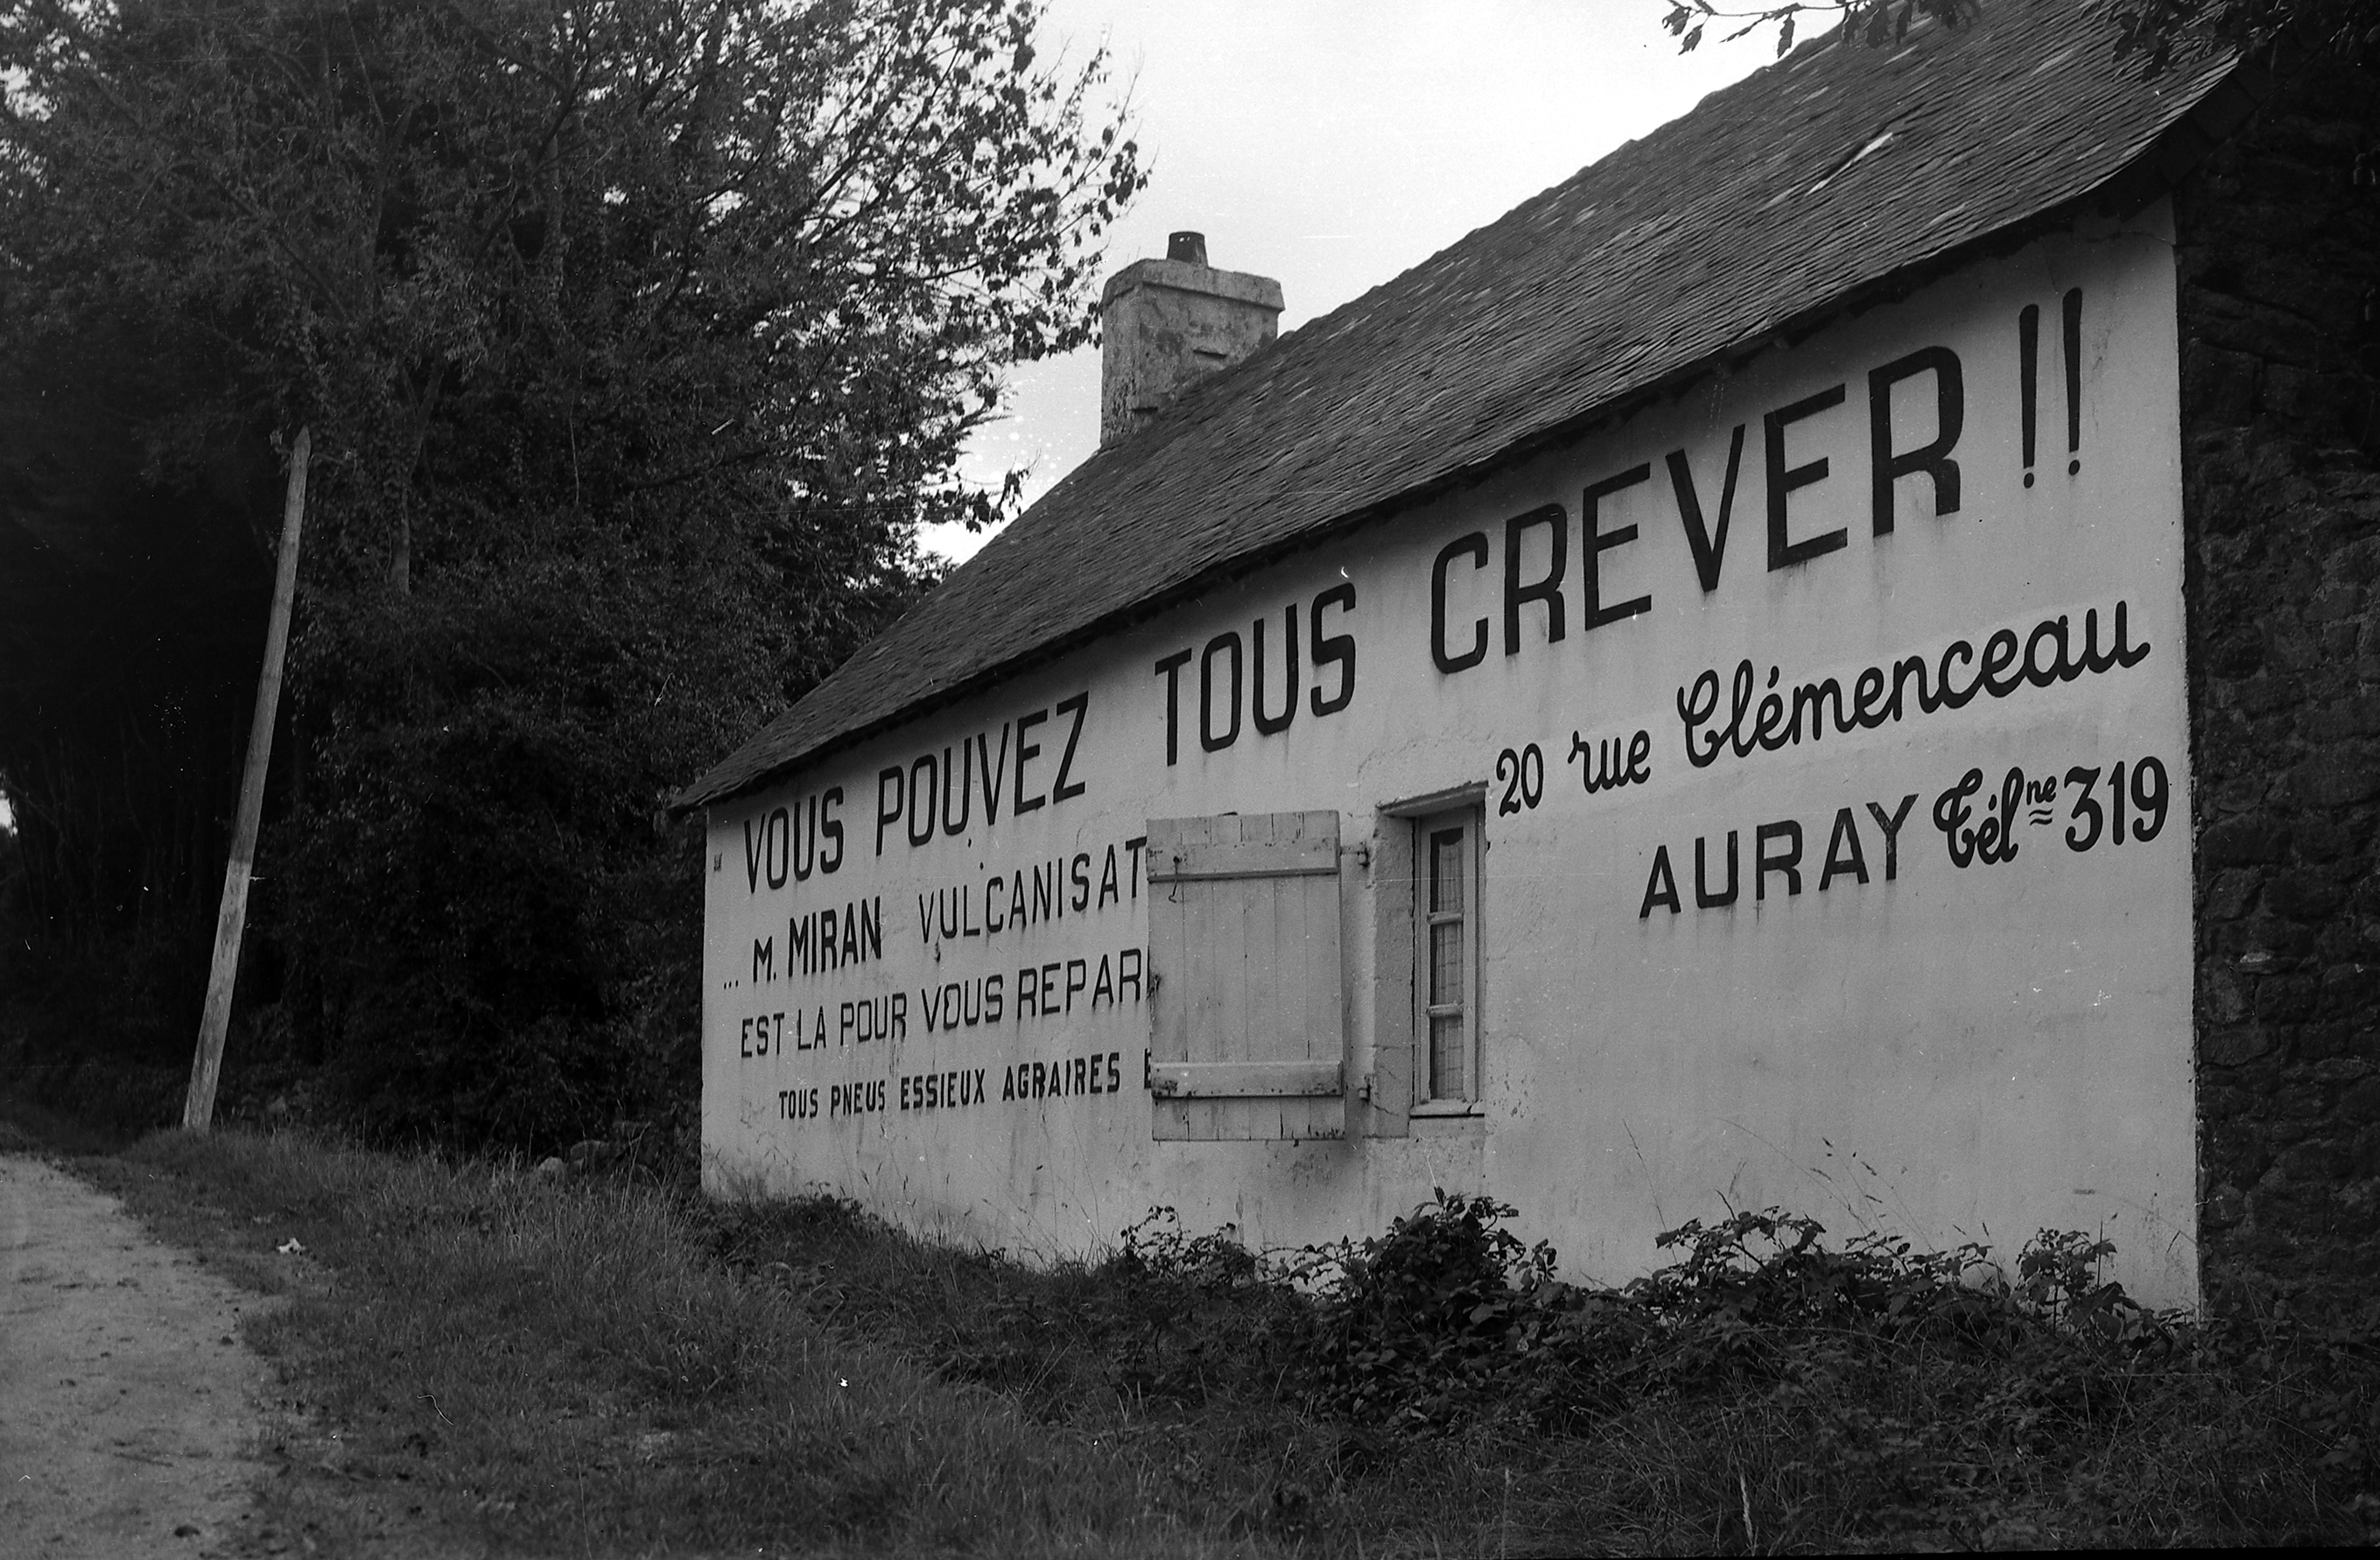 VOUS POUVEZ TOUS CREVER !!
... M. MIRAN VULCANISAT
EST LA POUR VOUS REPAR
TOUS PNEUS ESSIEUX AGRAIRES
20 rue Clémenceau
AURAY Télne 319